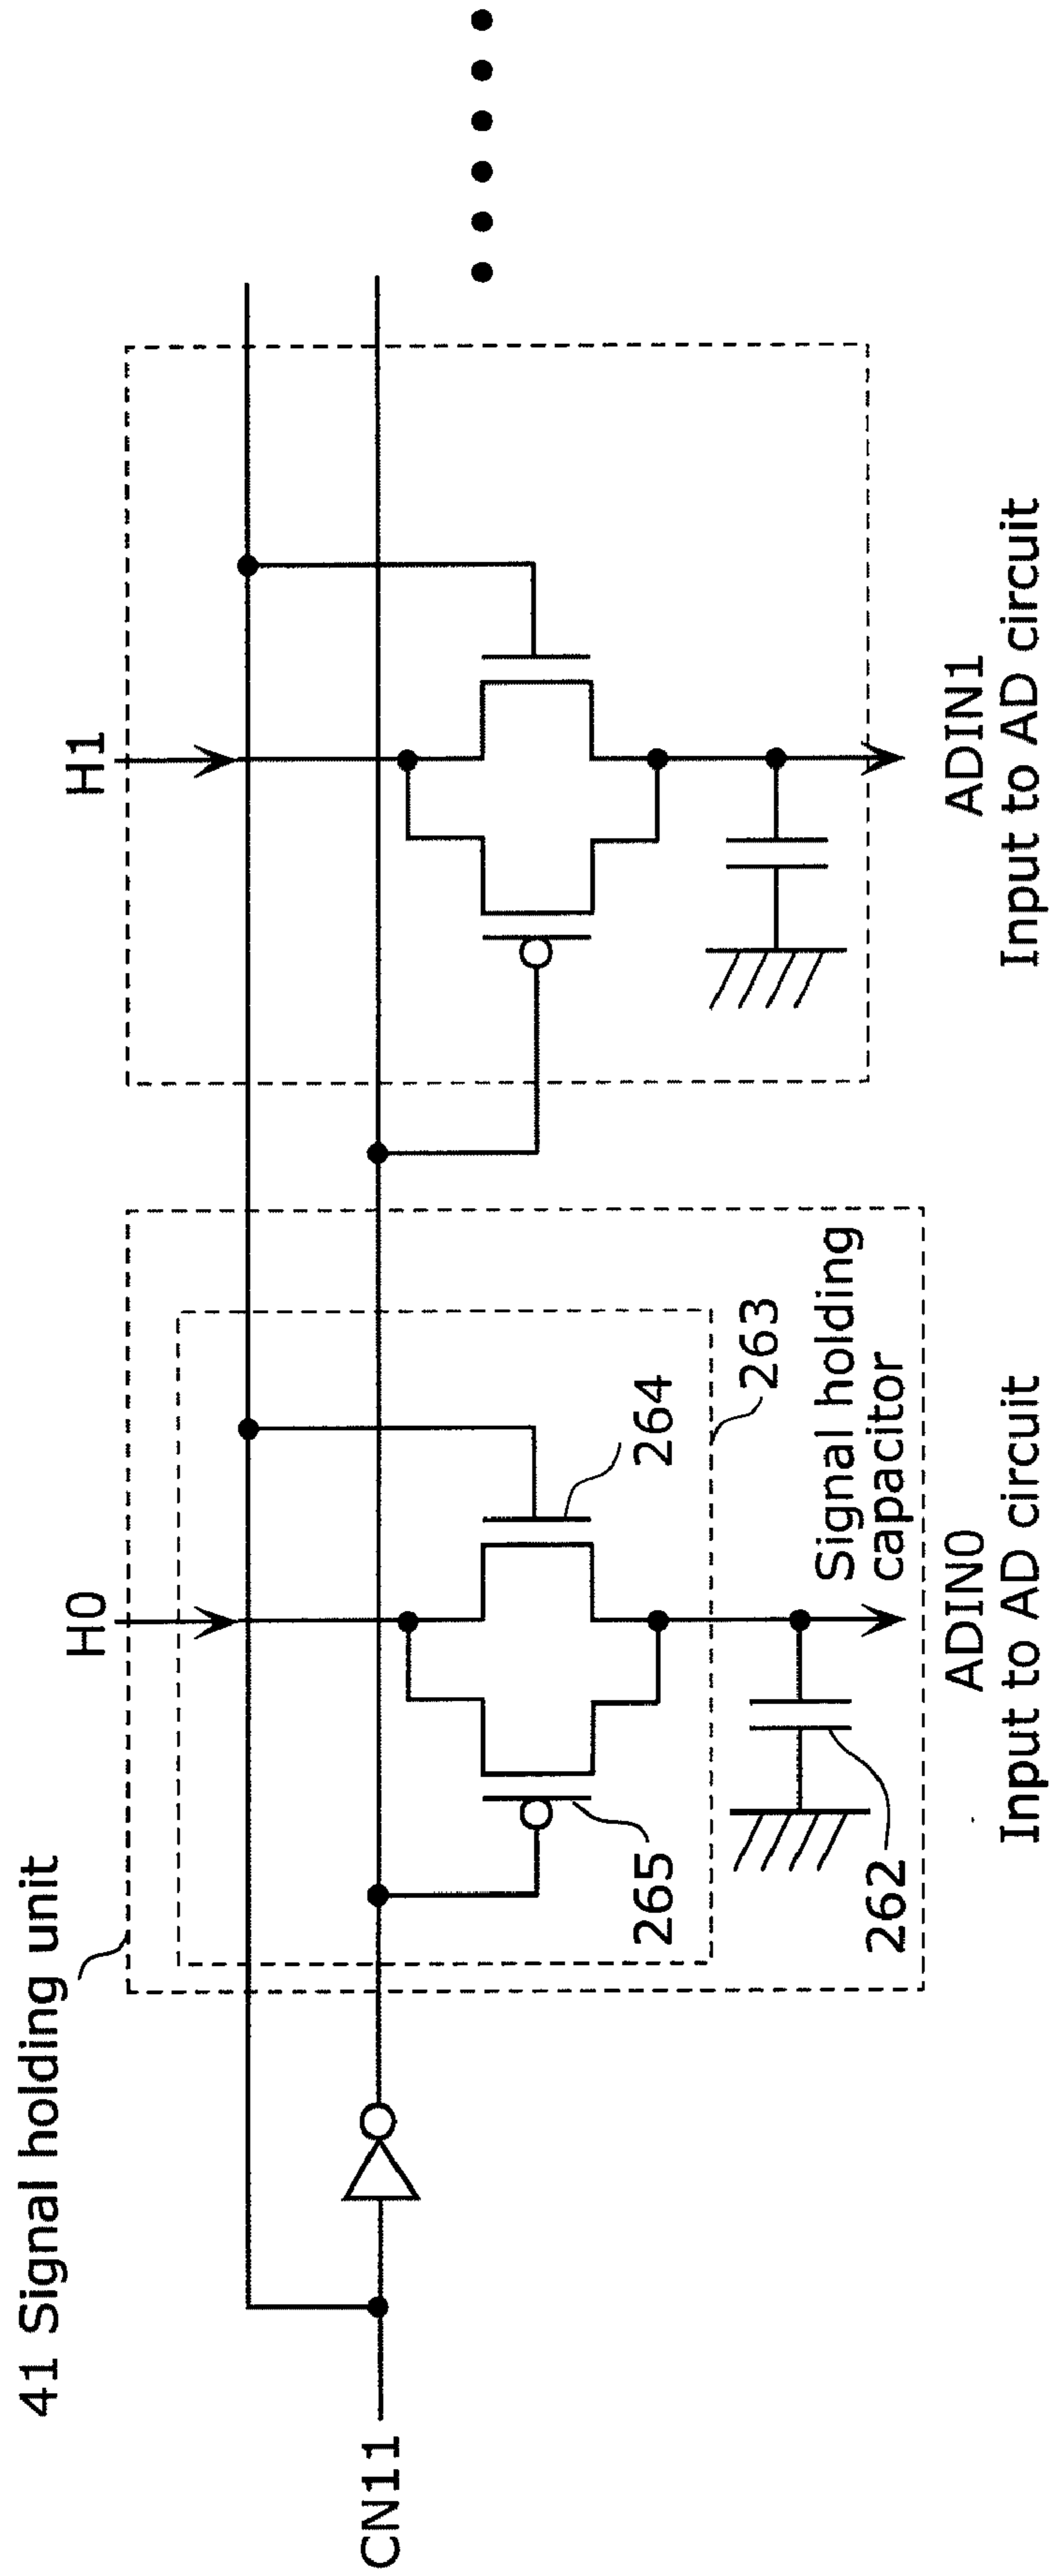 41 Signal holding unit
H0
H1
CN11
264
265
263
Signal holding
capacitor
262
ADIN0
Input to AD circuit
ADIN1
Input to AD circuit